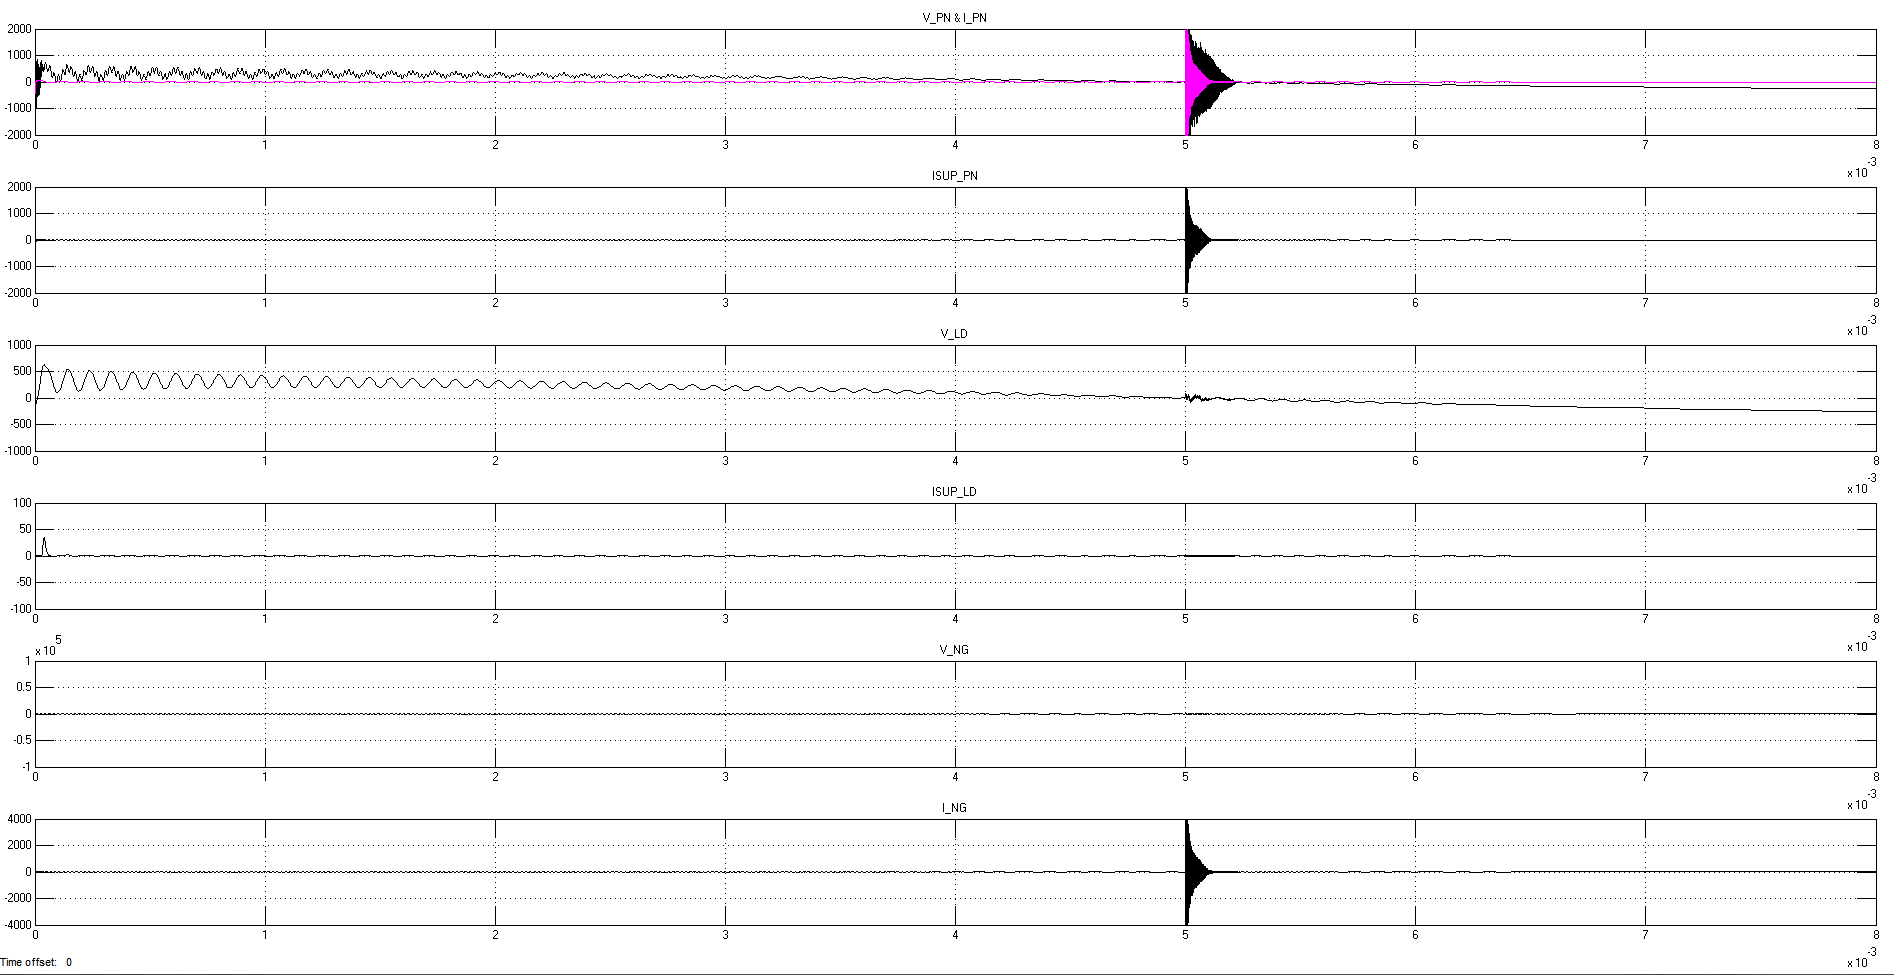 V_PN & I_PN
2000
1000
0
-1000
-2000
0 1 2 3 4 5 6 7 8
x 10 -3
ISUP_PN
2000
1000
0
-1000
-2000
0 1 2 3 4 5 6 7 8
x 10 -3
V_LD
1000
500
0
-500
-1000
0 1 2 3 4 5 6 7 8
x 10 -3
ISUP_LD
100
50
0
-50
-100
0 1 2 3 4 5 6 7 8
x 10 -3
x 10 5
V_NG
1
0.5
0
-0.5
-1
0 1 2 3 4 5 6 7 8
x 10 -3
I_NG
4000
2000
0
-2000
-4000
0 1 2 3 4 5 6 7 8
x 10 -3
Time offset: 0